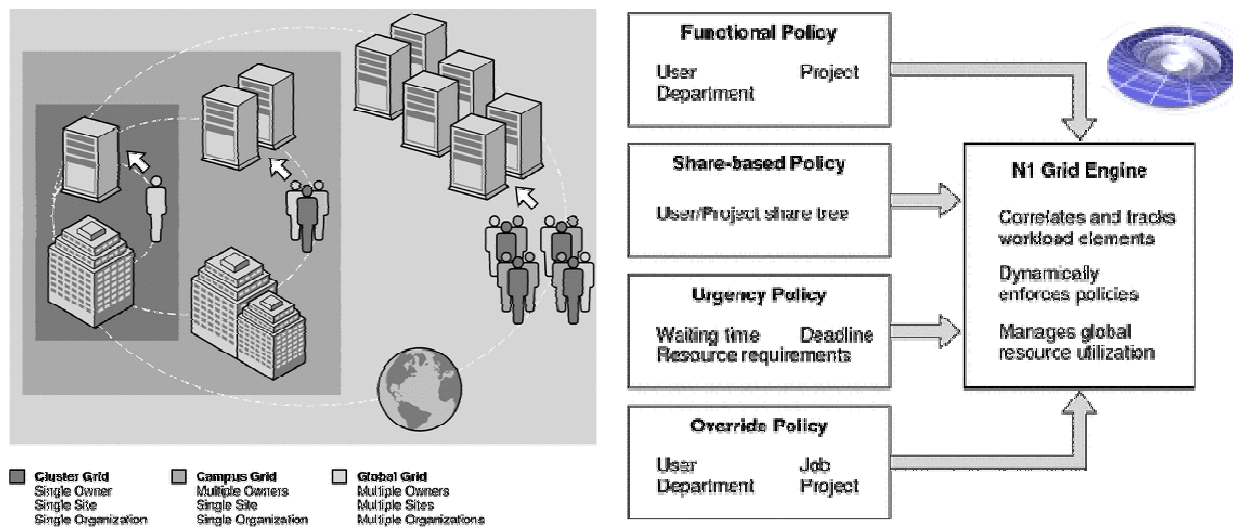 Cluster Grid
Single Owner
Single Site
Single Organization
Campus Grid
Multiple Owners
Single Site
Single Organization
Global Grid
Multiple Owners
Multiple Sites
Multiple Organizations
Functional Policy
User Project
Department
Share-based Policy
User/Project share tree
Urgency Policy
Waiting time Deadline
Resource requirements
Override Policy
User Job
Department Project
N1 Grid Engine
Correlates and tracks
workload elements
Dynamically
enforces policies
Manages global
resource utilization